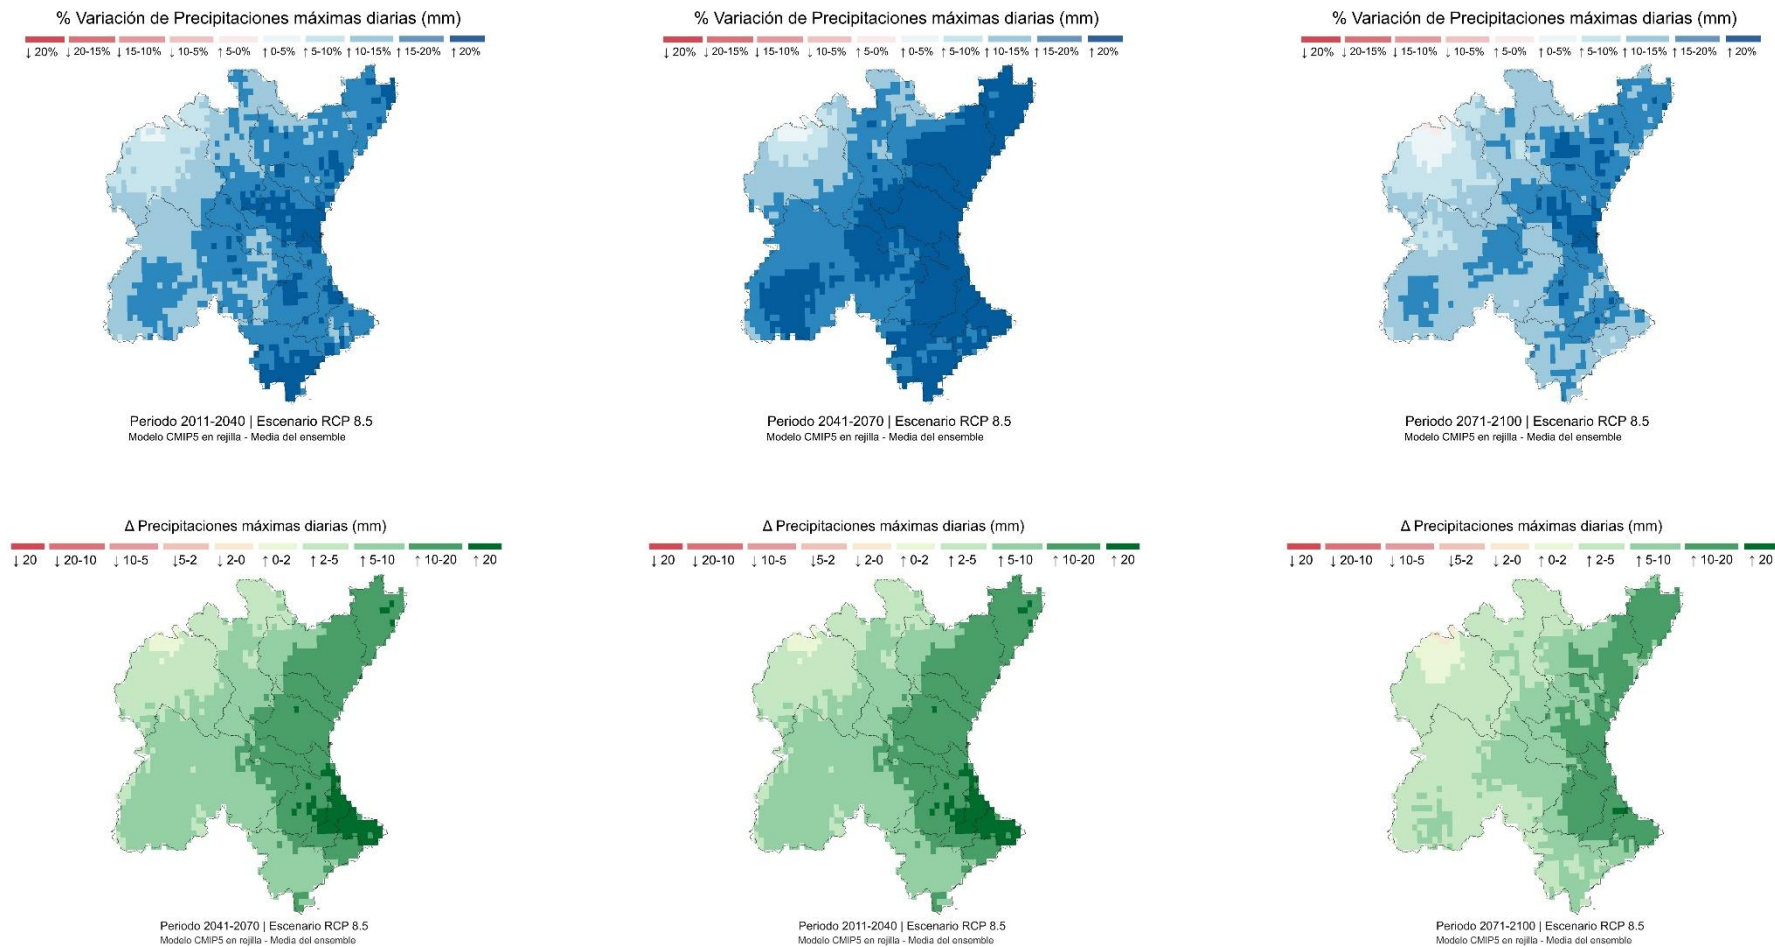 % Variación de Precipitaciones máximas diarias (mm)
↓ 20% ↓ 20-15% ↓ 15-10% ↓ 10-5% ↑ 5-0% ↑ 0-5% ↑ 5-10% ↑ 10-15% ↑ 15-20% ↑ 20%
Periodo 2011-2040 | Escenario RCP 8.5
Modelo CMIP5 en rejilla - Media del ensemble
% Variación de Precipitaciones máximas diarias (mm)
↓ 20% ↓ 20-15% ↓ 15-10% ↓ 10-5% ↑ 5-0% ↑ 0-5% ↑ 5-10% ↑ 10-15% ↑ 15-20% ↑ 20%
Periodo 2041-2070 | Escenario RCP 8.5
Modelo CMIP5 en rejilla - Media del ensemble
% Variación de Precipitaciones máximas diarias (mm)
↓ 20% ↓ 20-15% ↓ 15-10% ↓ 10-5% ↑ 5-0% ↑ 0-5% ↑ 5-10% ↑ 10-15% ↑ 15-20% ↑ 20%
Periodo 2071-2100 | Escenario RCP 8.5
Modelo CMIP5 en rejilla - Media del ensemble
Δ Precipitaciones máximas diarias (mm)
↓ 20 ↓ 20-10 ↓ 10-5 ↓5-2 ↓ 2-0 ↑ 0-2 ↑ 2-5 ↑ 5-10 ↑ 10-20 ↑ 20
Periodo 2041-2070 | Escenario RCP 8.5
Modelo CMIP5 en rejilla - Media del ensemble
Δ Precipitaciones máximas diarias (mm)
↓ 20 ↓ 20-10 ↓ 10-5 ↓5-2 ↓ 2-0 ↑ 0-2 ↑ 2-5 ↑ 5-10 ↑ 10-20 ↑ 20
Periodo 2011-2040 | Escenario RCP 8.5
Modelo CMIP5 en rejilla - Media del ensemble
Δ Precipitaciones máximas diarias (mm)
↓ 20 ↓ 20-10 ↓ 10-5 ↓5-2 ↓ 2-0 ↑ 0-2 ↑ 2-5 ↑ 5-10 ↑ 10-20 ↑ 20
Periodo 2071-2100 | Escenario RCP 8.5
Modelo CMIP5 en rejilla - Media del ensemble